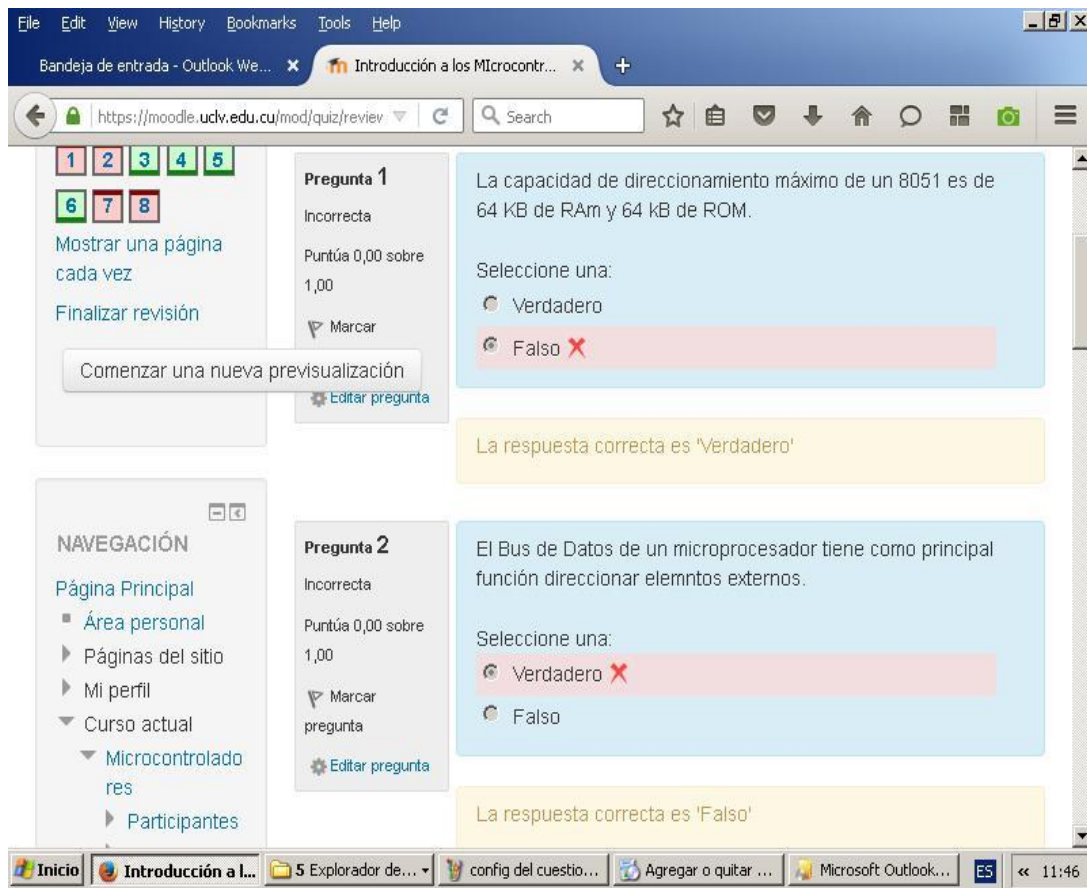 File Edit View History Bookmarks Tools Help
Bandeja de entrada - Outlook We...
Introducción a los MIcrocontr...
https://moodle.uclv.edu.cu/mod/quiz/review
Search
1 2 3 4 5
6 7 8
Mostrar una página
cada vez
Finalizar revisión
Comenzar una nueva previsualización
Pregunta 1
Incorrecta
Puntúa 0,00 sobre
1,00
Marcar
Editar pregunta
La capacidad de direccionamiento máximo de un 8051 es de
64 KB de RAm y 64 kB de ROM.
Seleccione una:
Verdadero
Falso
La respuesta correcta es 'Verdadero'
NAVEGACIÓN
Página Principal
Área personal
Páginas del sitio
Mi perfil
Curso actual
Microcontrolado
res
Participantes
Pregunta 2
Incorrecta
Puntúa 0,00 sobre
1,00
Marcar
pregunta
Editar pregunta
El Bus de Datos de un microprocesador tiene como principal
función direccionar elemntos externos.
Seleccione una:
Verdadero
Falso
La respuesta correcta es 'Falso'
Inicio
Introducción a l...
5 Explorador de...
config del cuestio...
Agregar o quitar ...
Microsoft Outlook...
ES
« 11:46